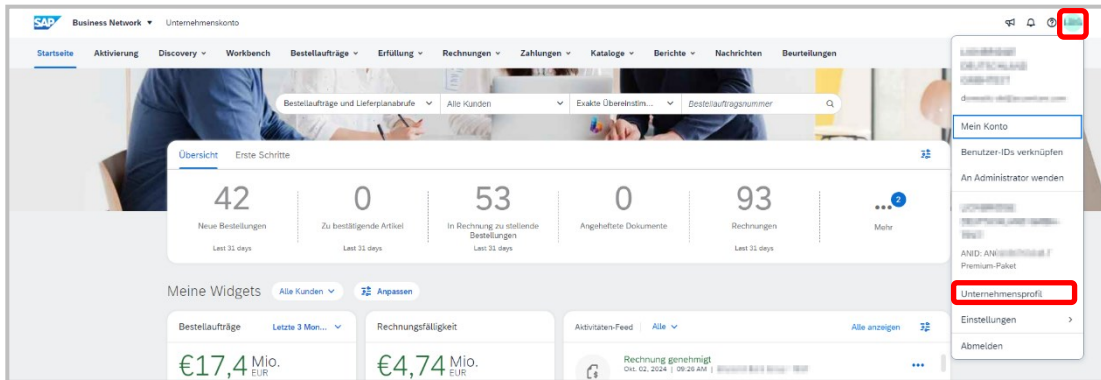 SAP Business Network Unternehmenskonto
Startseite Aktivierung Discovery Workbench Bestellaufträge Erfüllung Rechnungen Zahlungen Kataloge Berichte Nachrichten Beurteilungen
Bestellaufträge und Lieferplanabrufe Alle Kunden Exakte Übereinstim... Bestellauftragsnummer
Übersicht Erste Schritte
42
Neue Bestellungen
Last 31 days
0
Zu bestätigende Artikel
Last 31 days
53
In Rechnung zu stellende
Bestellungen
Last 31 days
0
Angeheftete Dokumente
93
Rechnungen
Last 31 days
... 2
Mehr
Meine Widgets Alle Kunden Anpassen
Bestellaufträge Letzte 3 Mon...
€17,4 Mio.
EUR
Rechnungsfälligkeit
€4,74 Mio.
EUR
Aktivitäten-Feed Alle Alle anzeigen
Rechnung genehmigt
Okt. 02, 2024 | 09:26 AM |
Mein Konto
Benutzer-IDs verknüpfen
An Administrator wenden
ANID: AN
Premium-Paket
Unternehmensprofil
Einstellungen
Abmelden